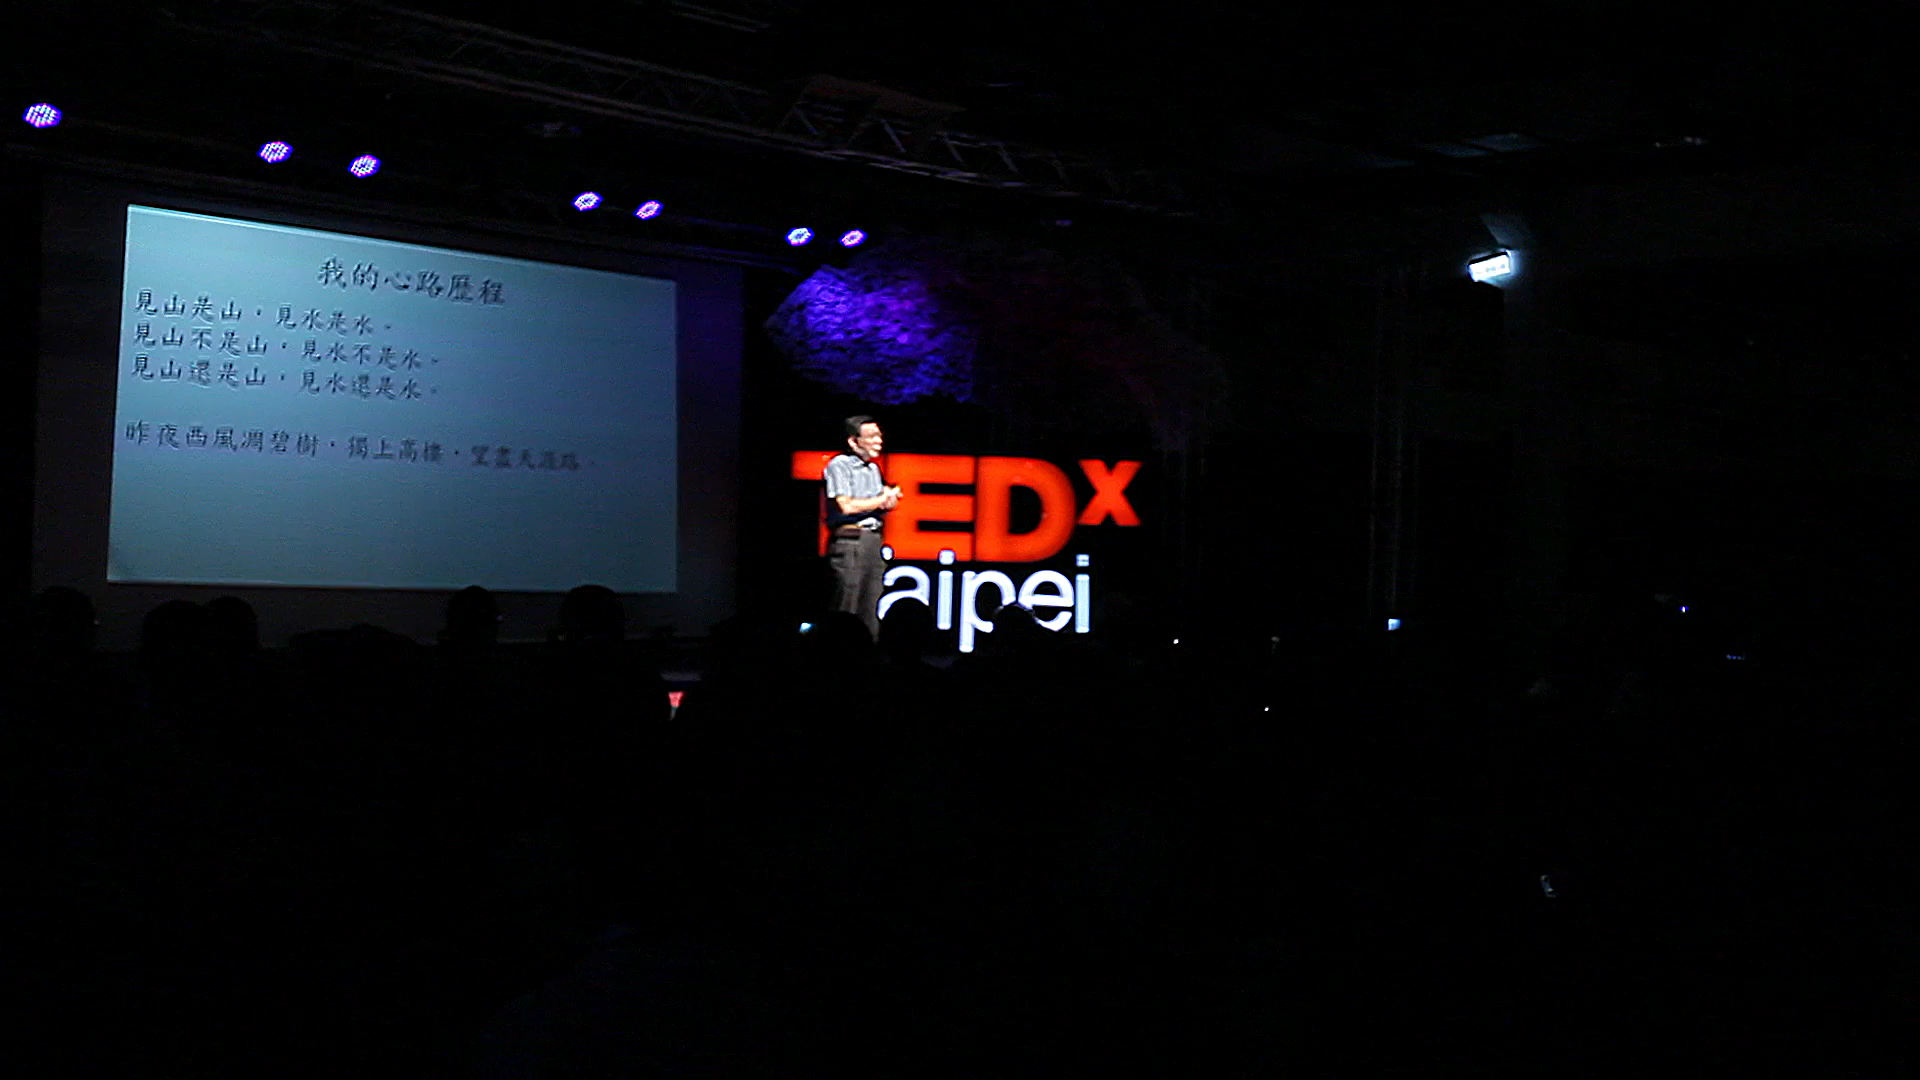 我的心路歷程
見山是山，見水是水。
見山不是山，見水不是水。
見山還是山，見水還是水。
昨夜西風凋碧樹，獨上高樓，望盡天涯路。
TEDx
aipei